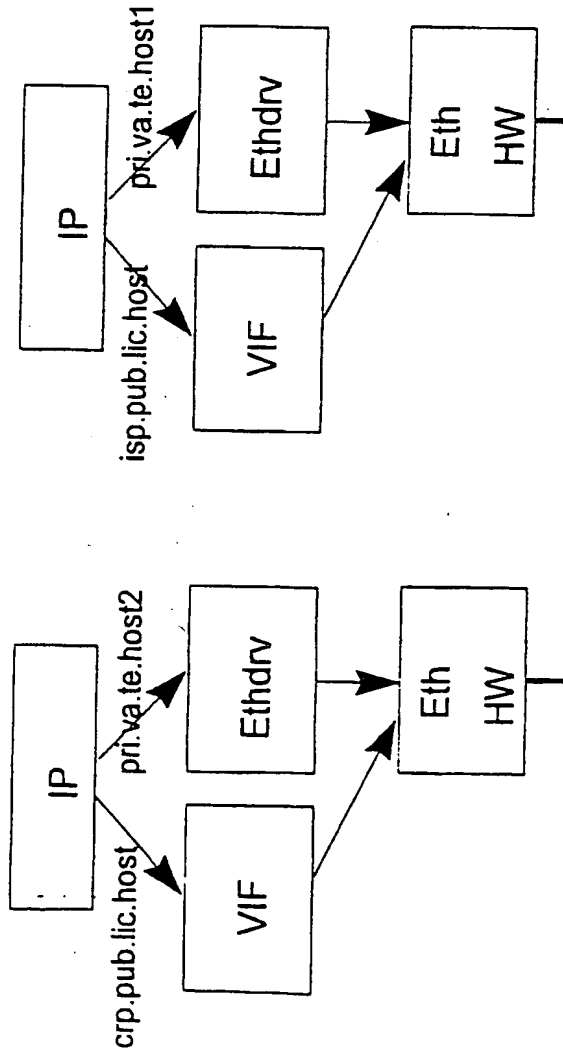 IP
crp.pub.lic.host
pri.va.te.host2
VIF
Ethdrv
Eth
HW
IP
isp.pub.lic.host
pri.va.te.host1
VIF
Ethdrv
Eth
HW